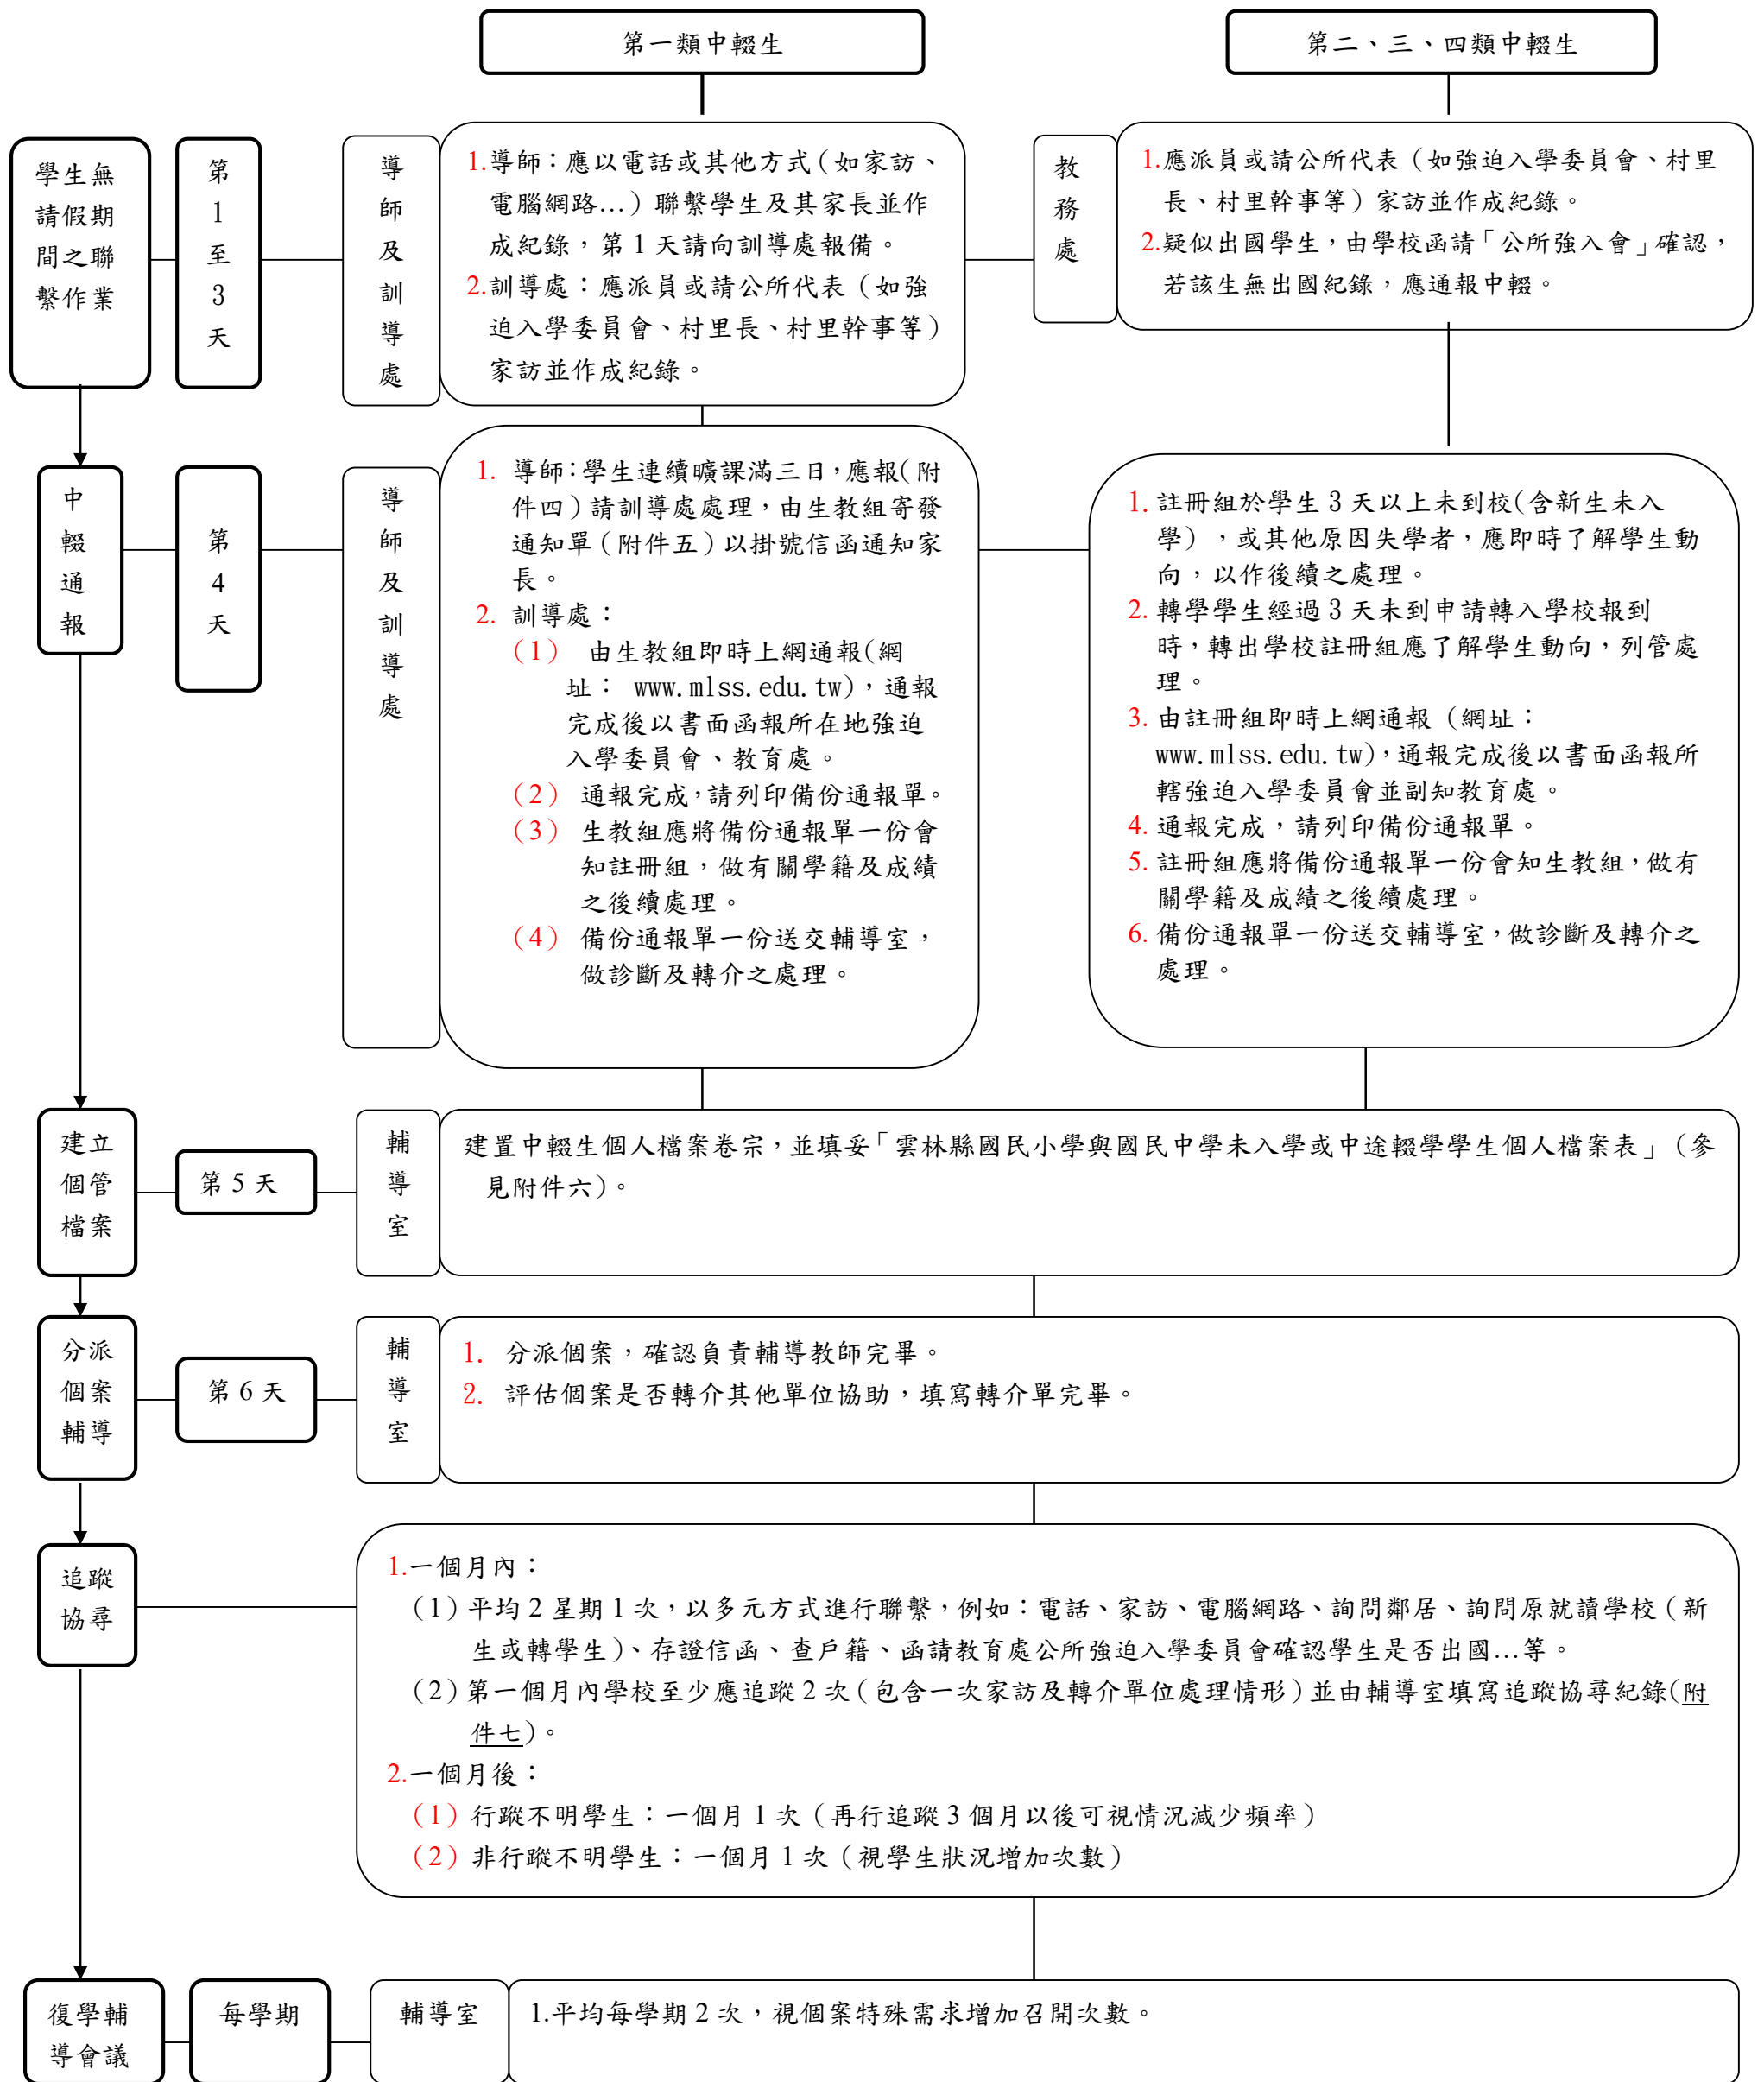 第一類中輟生
第二、三、四類中輟生
學生無
請假期
間之聯
繫作業
第
1
至
3
天
導
師
及
訓
導
處
1.導師：應以電話或其他方式（如家訪、
電腦網路…）聯繫學生及其家長並作
成紀錄，第 1 天請向訓導處報備。
2.訓導處：應派員或請公所代表（如強
迫入學委員會、村里長、村里幹事等）
家訪並作成紀錄。
教
務
處
1.應派員或請公所代表（如強迫入學委員會、村里
長、村里幹事等）家訪並作成紀錄。
2.疑似出國學生，由學校函請「公所強入會」確認，
若該生無出國紀錄，應通報中輟。
中
輟
通
報
第
4
天
導
師
及
訓
導
處
1. 導師：學生連續曠課滿三日，應報（附
件四）請訓導處處理，由生教組寄發
通知單（附件五）以掛號信函通知家
長。
2. 訓導處：
（1） 由生教組即時上網通報(網
址： www.mlss.edu.tw)，通報
完成後以書面函報所在地強迫
入學委員會、教育處。
（2） 通報完成，請列印備份通報單。
（3） 生教組應將備份通報單一份會
知註冊組，做有關學籍及成績
之後續處理。
（4） 備份通報單一份送交輔導室，
做診斷及轉介之處理。
1. 註冊組於學生 3 天以上未到校(含新生未入
學），或其他原因失學者，應即時了解學生動
向，以作後續之處理。
2. 轉學學生經過 3 天未到申請轉入學校報到
時，轉出學校註冊組應了解學生動向，列管處
理。
3. 由註冊組即時上網通報（網址：
www.mlss.edu.tw)，通報完成後以書面函報所
轄強迫入學委員會並副知教育處。
4. 通報完成，請列印備份通報單。
5. 註冊組應將備份通報單一份會知生教組，做有
關學籍及成績之後續處理。
6. 備份通報單一份送交輔導室，做診斷及轉介之
處理。
建立
個管
檔案
第 5 天
輔
導
室
建置中輟生個人檔案卷宗，並填妥「雲林縣國民小學與國民中學未入學或中途輟學學生個人檔案表」（參
見附件六）。
分派
個案
輔導
第 6 天
輔
導
室
1. 分派個案，確認負責輔導教師完畢。
2. 評估個案是否轉介其他單位協助，填寫轉介單完畢。
追蹤
協尋
1.一個月內：
（1）平均 2 星期 1 次，以多元方式進行聯繫，例如：電話、家訪、電腦網路、詢問鄰居、詢問原就讀學校（新
生或轉學生）、存證信函、查戶籍、函請教育處公所強迫入學委員會確認學生是否出國…等。
（2）第一個月內學校至少應追蹤 2 次（包含一次家訪及轉介單位處理情形）並由輔導室填寫追蹤協尋紀錄(附
件七)。
2.一個月後：
（1）行蹤不明學生：一個月 1 次（再行追蹤 3 個月以後可視情況減少頻率）
（2）非行蹤不明學生：一個月 1 次（視學生狀況增加次數）
復學輔
導會議
每學期
輔導室
1.平均每學期 2 次，視個案特殊需求增加召開次數。